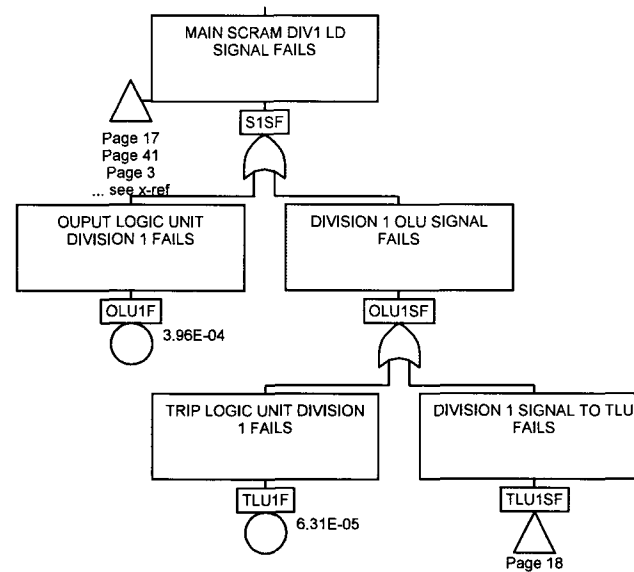 MAIN SCRAM DIV1 LD
SIGNAL FAILS
S1SF
Page 17
Page 41
Page 3
... see x-ref
OUPUT LOGIC UNIT
DIVISION 1 FAILS
DIVISION 1 OLU SIGNAL
FAILS
OLU1F
3.96E-04
OLU1SF
TRIP LOGIC UNIT DIVISION
1 FAILS
DIVISION 1 SIGNAL TO TLU
FAILS
TLU1F
6.31E-05
TLU1SF
Page 18